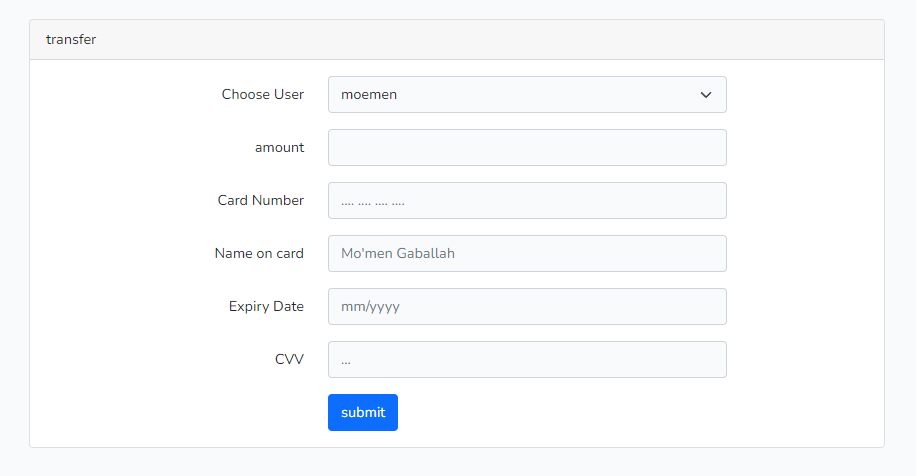 transfer
Choose User moemen
amount
Card Number .... .... .... ....
Name on card Mo'men Gaballah
Expiry Date mm/yyyy
CVV ...
submit